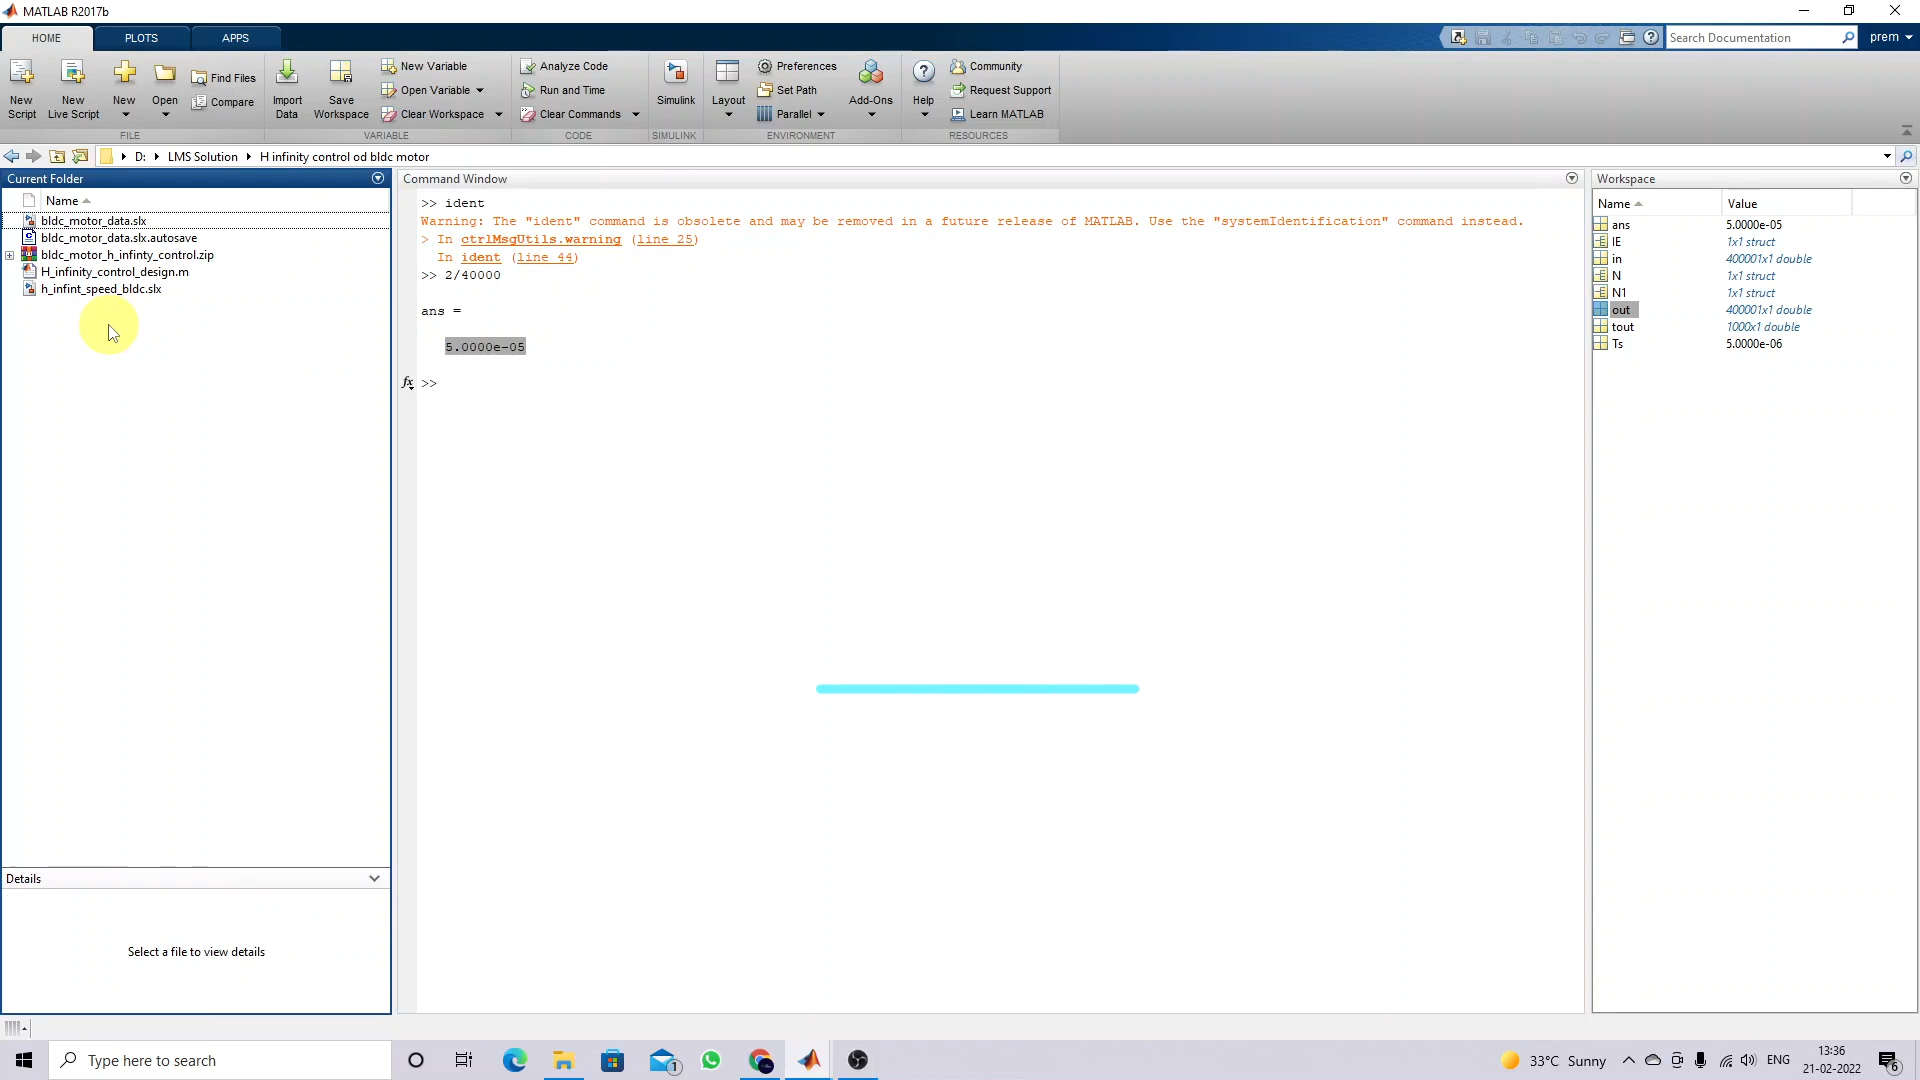 MATLAB R2017b
HOME
PLOTS
APPS
Search Documentation
prem
New Script
New Live Script
New
Open
Find Files
Compare
Import Data
Save Workspace
New Variable
Open Variable
Clear Workspace
Analyze Code
Run and Time
Clear Commands
Simulink
Layout
Preferences
Set Path
Parallel
Add-Ons
Help
Community
Request Support
Learn MATLAB
FILE
VARIABLE
CODE
SIMULINK
ENVIRONMENT
RESOURCES
D: LMS Solution H infinity control od bldc motor
Current Folder
Name
bldc_motor_data.slx
bldc_motor_data.slx.autosave
bldc_motor_h_infinty_control.zip
H_infinity_control_design.m
h_infint_speed_bldc.slx
Details
Select a file to view details
Command Window
>> ident
Warning: The "ident" command is obsolete and may be removed in a future release of MATLAB. Use the "systemIdentification" command instead.
> In ctrlMsgUtils.warning (line 25)
In ident (line 44)
>> 2/40000
ans =
5.0000e-05
fx >>
Workspace
Name Value
ans 5.0000e-05
IE 1x1 struct
in 400001x1 double
N 1x1 struct
N1 1x1 struct
out 400001x1 double
tout 1000x1 double
Ts 5.0000e-06
Type here to search
1
33°C Sunny
ENG
13:36
21-02-2022
6